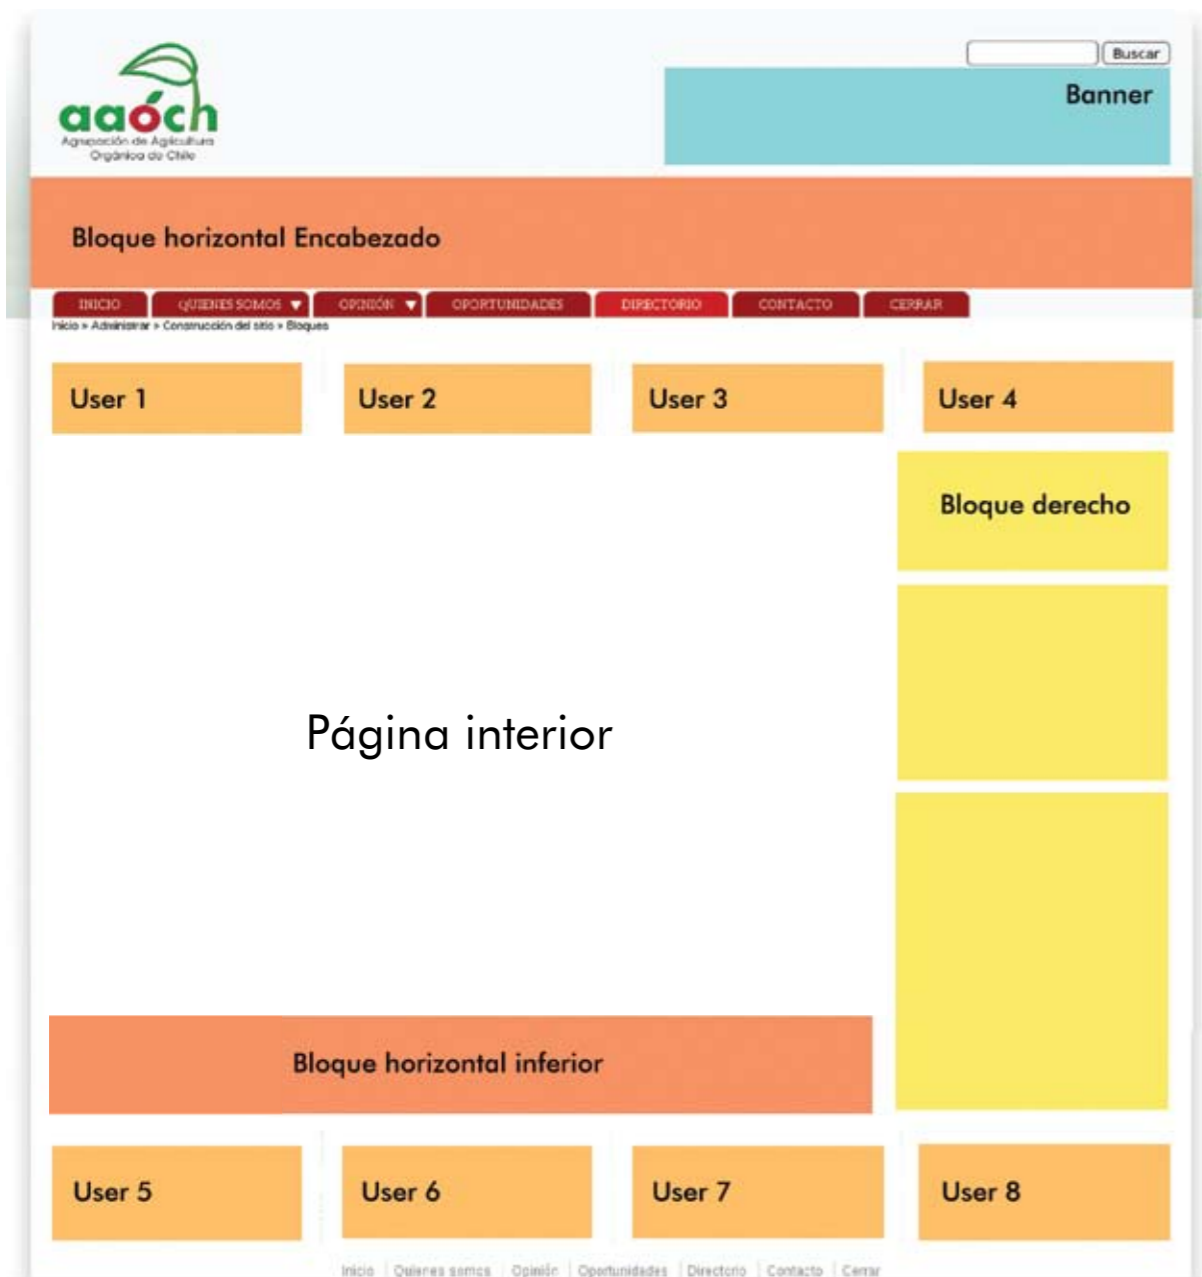 Buscar
Banner
aaóch
Agrupación de Agricultura
Orgánica de Chile
Bloque horizontal Encabezado
INICIO QUIENES SOMOS OPINIÓN OPORTUNIDADES DIRECTORIO CONTACTO CERRAR
Inicio » Administrar » Construcción del sitio » Bloques
User 1 User 2 User 3 User 4
Bloque derecho
Página interior
Bloque horizontal inferior
User 5 User 6 User 7 User 8
Inicio | Quienes somos | Opinión | Oportunidades | Directorio | Contacto | Cerrar